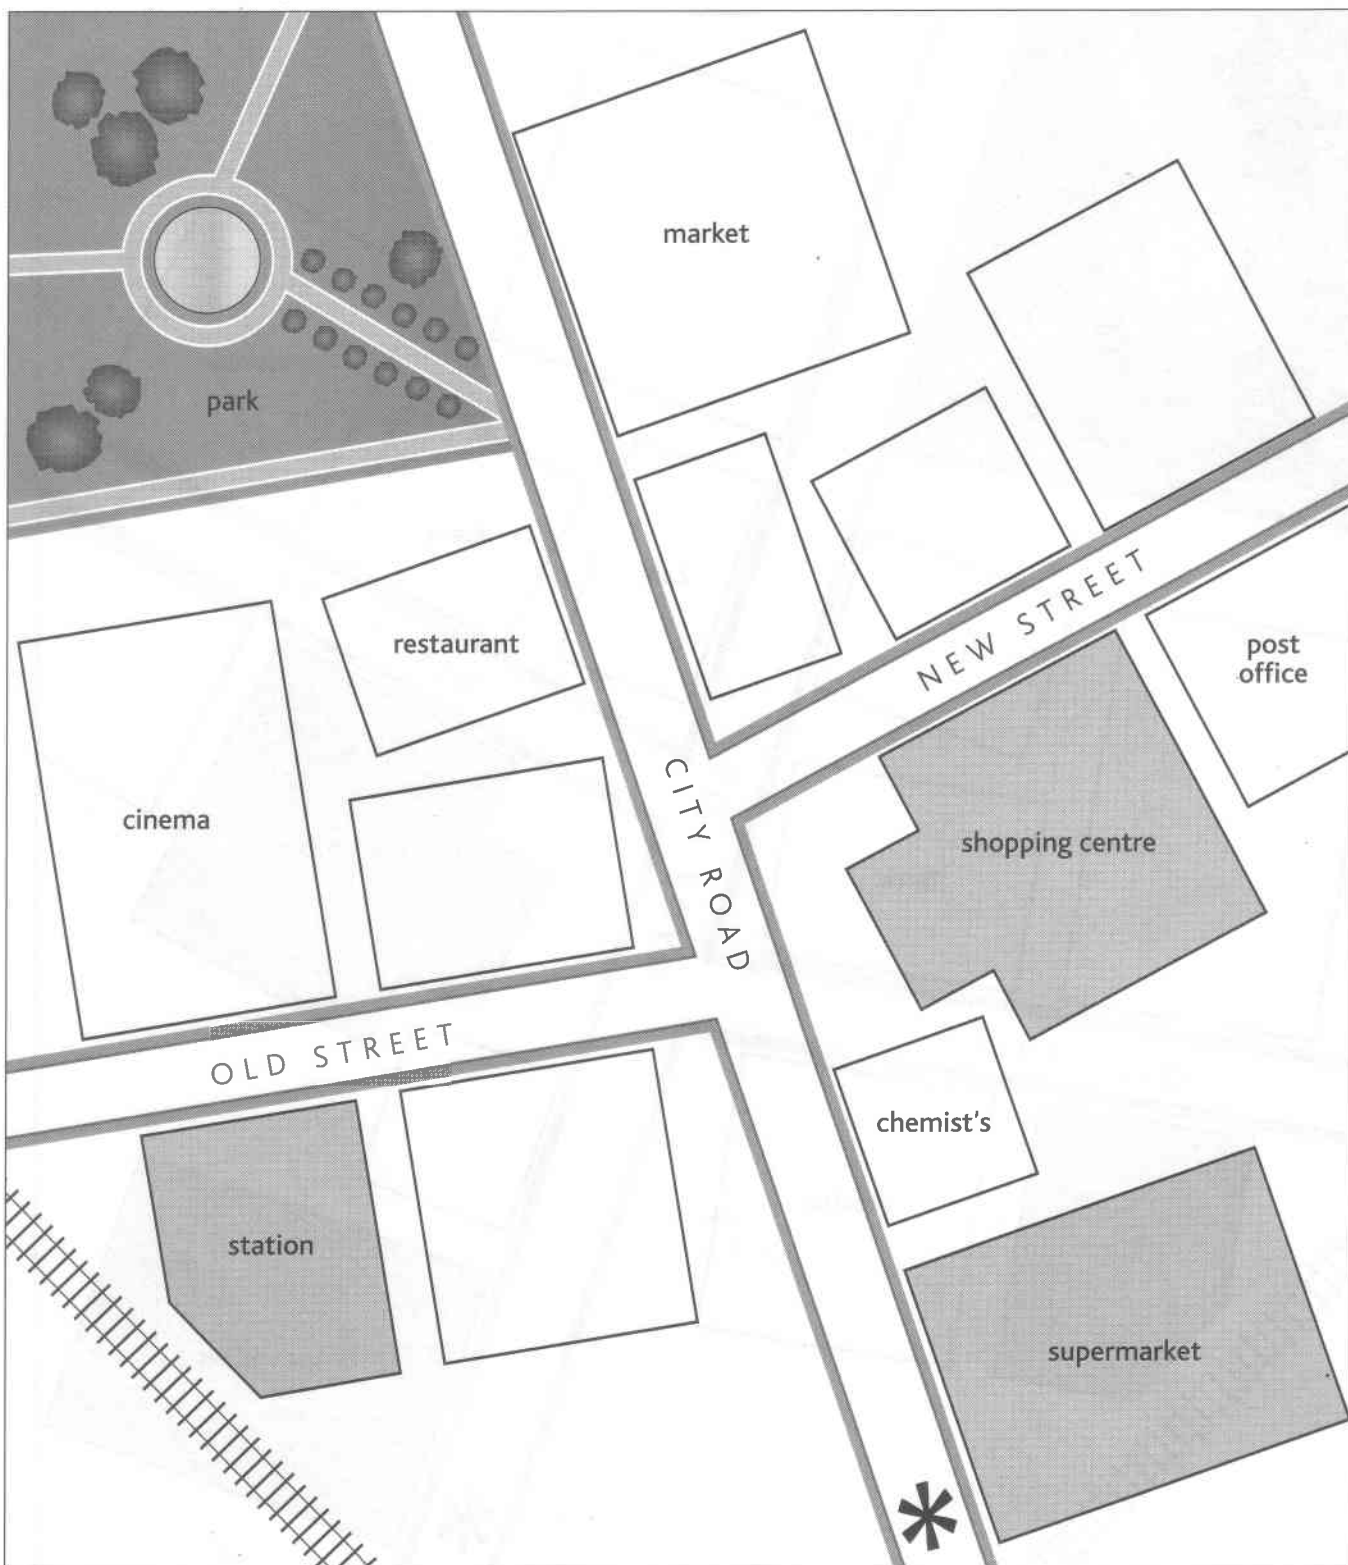 market
park
NEW STREET
restaurant
post
office
CITY ROAD
cinema
shopping centre
OLD STREET
chemist's
station
supermarket
*